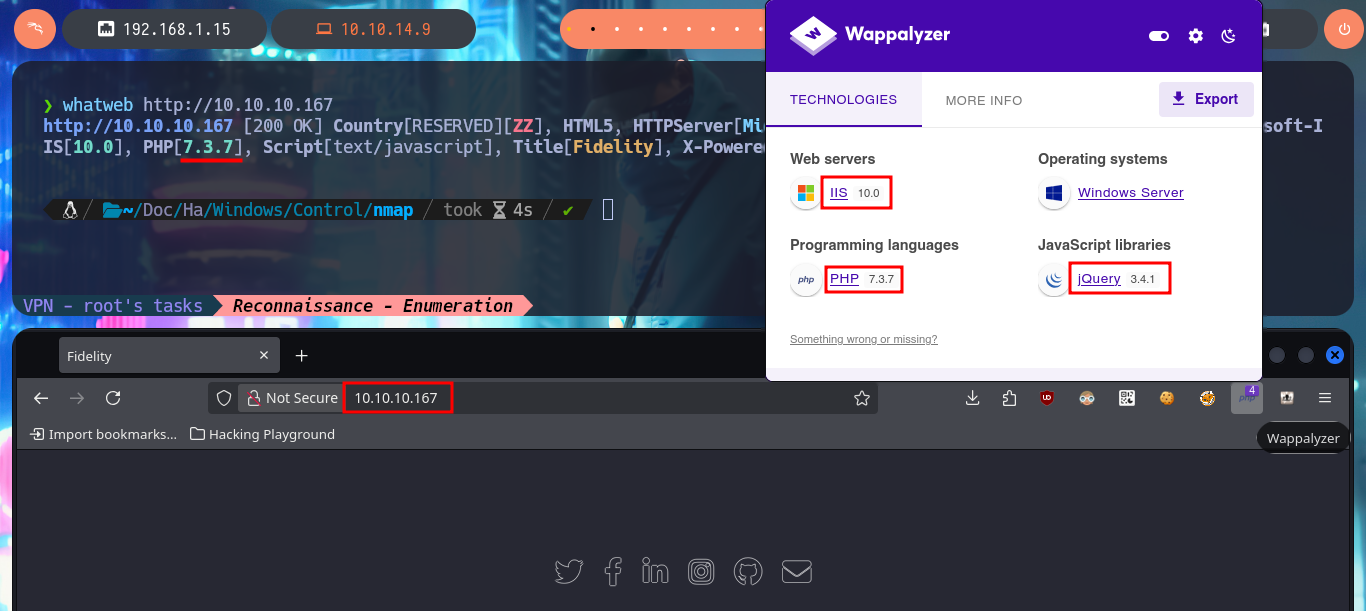 192.168.1.15
10.10.14.9
❯ whatweb http://10.10.10.167
http://10.10.10.167 [200 OK] Country[RESERVED][ZZ], HTML5, HTTPServer[Mi
soft-I
IS[10.0], PHP[7.3.7], Script[text/javascript], Title[Fidelity], X-Powere
~/Doc/Ha/Windows/Control/nmap / took 4s / ✔
VPN - root's tasks
Reconnaissance - Enumeration
Wappalyzer
TECHNOLOGIES
MORE INFO
Export
Web servers
IIS 10.0
Operating systems
Windows Server
Programming languages
php
PHP 7.3.7
JavaScript libraries
jQuery 3.4.1
Something wrong or missing?
Fidelity
Not Secure
10.10.10.167
php
4
Import bookmarks...
Hacking Playground
Wappalyzer
in